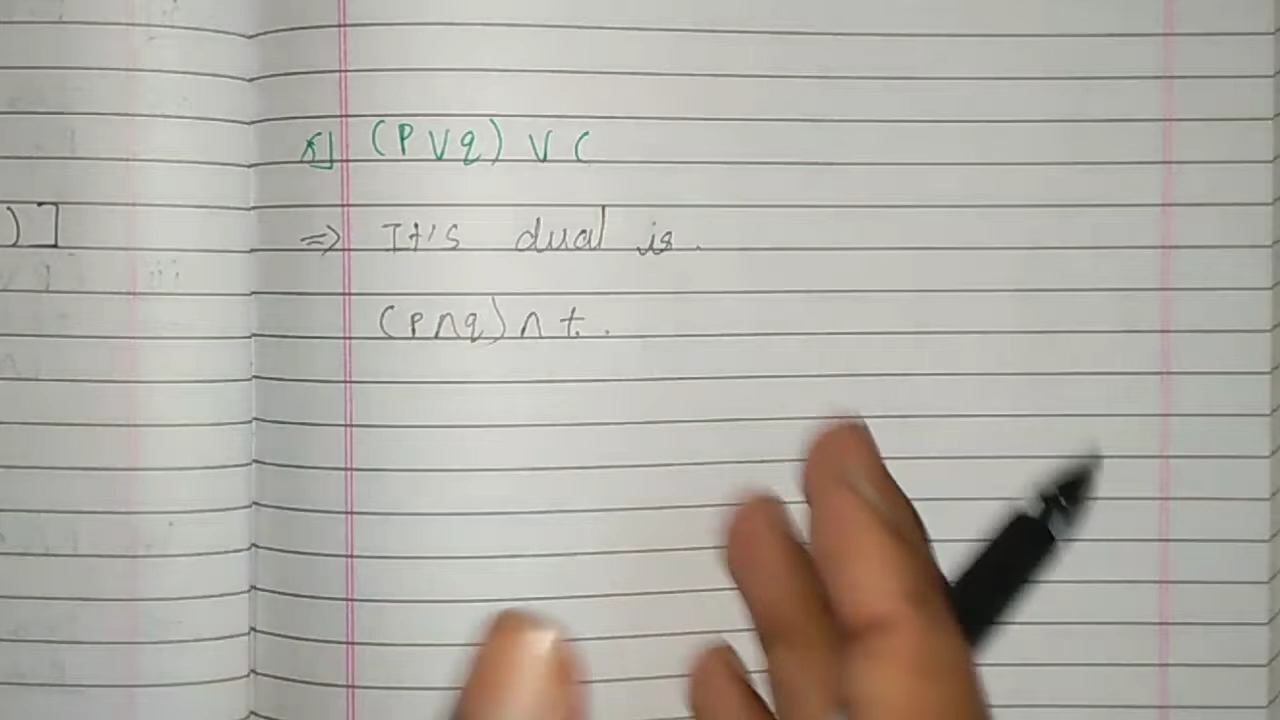 )]
(p ∨ q) ∨ c
⇒ It's dual is.
(p ∧ q) ∧ t.